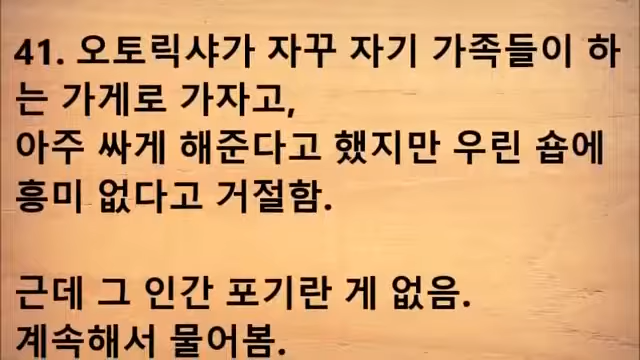 41. 오토릭샤가 자꾸 자기 가족들이 하
는 가게로 가자고,
아주 싸게 해준다고 했지만 우린 숍에
흥미 없다고 거절함.
근데 그 인간 포기란 게 없음.
계속해서 물어봄.